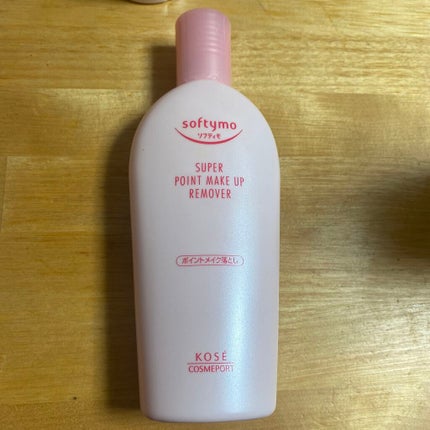 softymo
ソフティモ
SUPER
POINT MAKE UP
REMOVER
ポイントメイク落とし
KOSÉ
COSMEPORT